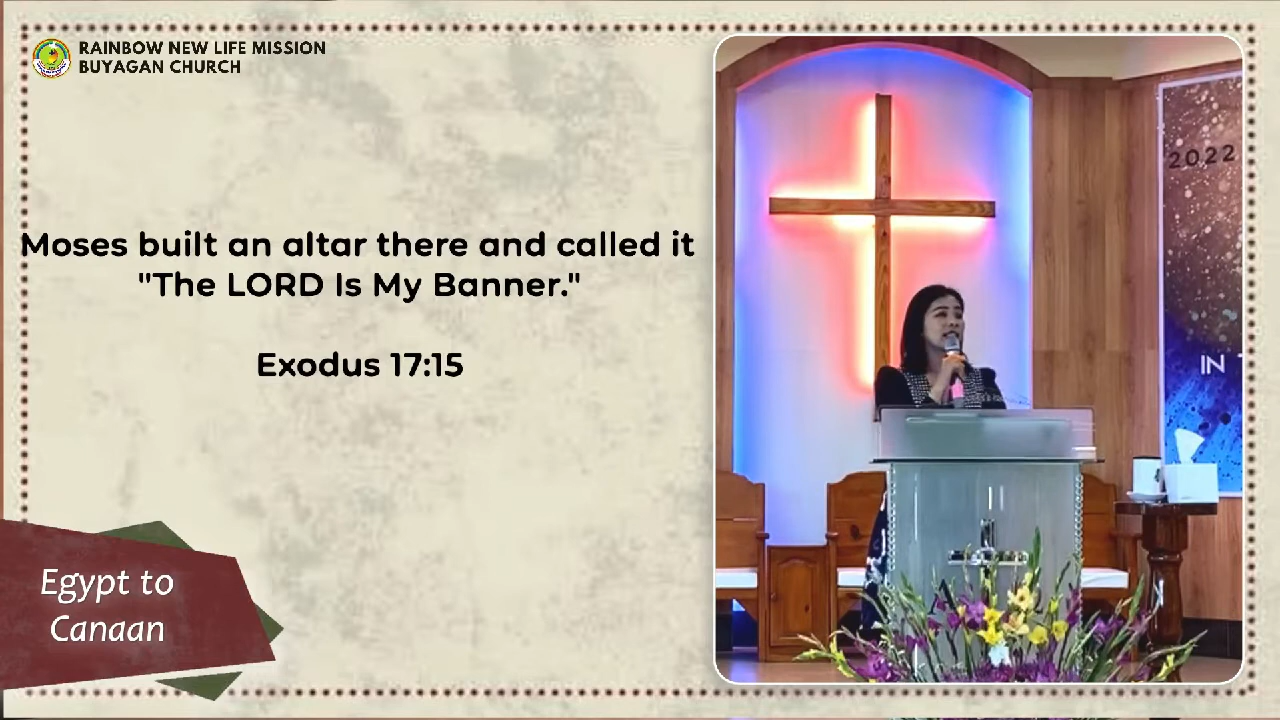 RAINBOW NEW LIFE MISSION
BUYAGAN CHURCH
Moses built an altar there and called it
"The LORD Is My Banner."
Exodus 17:15
Egypt to
Canaan
2022
IN